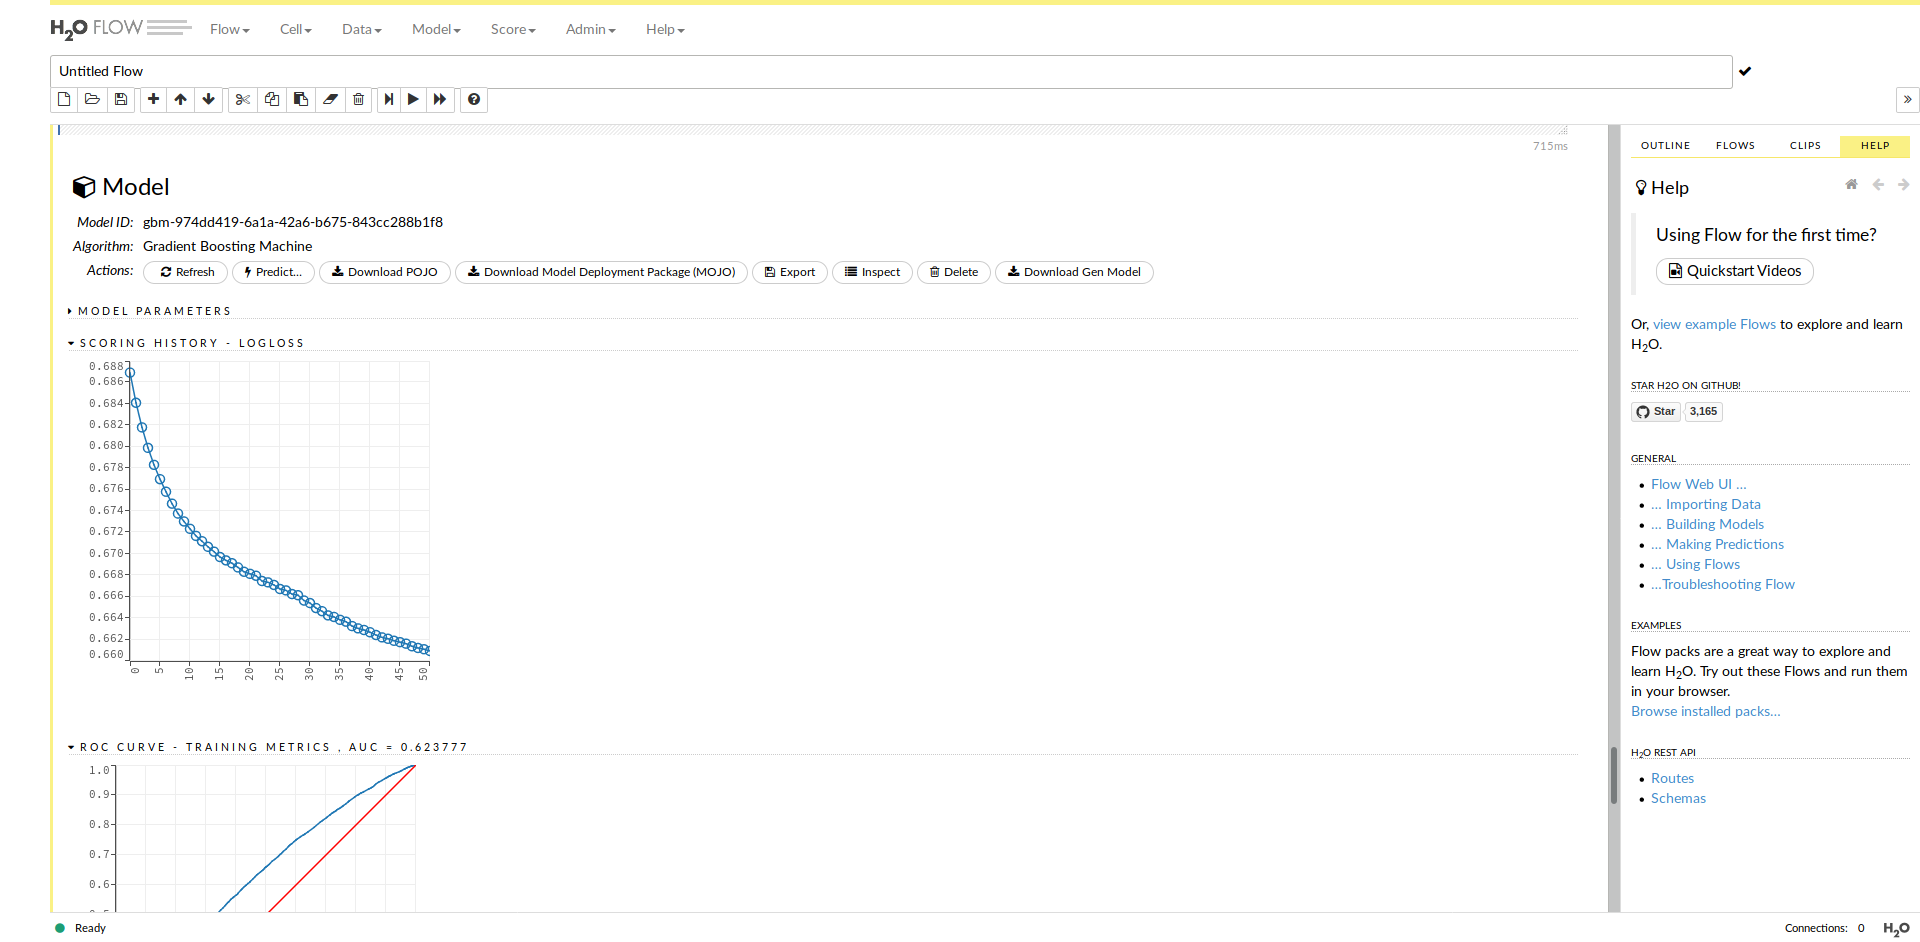 H2O FLOW Flow Cell Data Model Score Admin Help
Untitled Flow
715ms
Model
Model ID: gbm-974dd419-6a1a-42a6-b675-843cc288b1f8
Algorithm: Gradient Boosting Machine
Actions: Refresh Predict... Download POJO Download Model Deployment Package (MOJO) Export Inspect Delete Download Gen Model
MODEL PARAMETERS
SCORING HISTORY - LOGLOSS
0.688
0.686
0.684
0.682
0.680
0.678
0.676
0.674
0.672
0.670
0.668
0.666
0.664
0.662
0.660
0 5 10 15 20 25 30 35 40 45 50
ROC CURVE - TRAINING METRICS , AUC = 0.623777
1.0
0.9
0.8
0.7
0.6
OUTLINE FLOWS CLIPS HELP
Help
Using Flow for the first time?
Quickstart Videos
Or, view example Flows to explore and learn
H2O.
STAR H2O ON GITHUB!
Star 3,165
GENERAL
Flow Web UI ...
... Importing Data
... Building Models
... Making Predictions
... Using Flows
...Troubleshooting Flow
EXAMPLES
Flow packs are a great way to explore and
learn H2O. Try out these Flows and run them
in your browser.
Browse installed packs...
H2O REST API
Routes
Schemas
Ready
Connections: 0 H2O